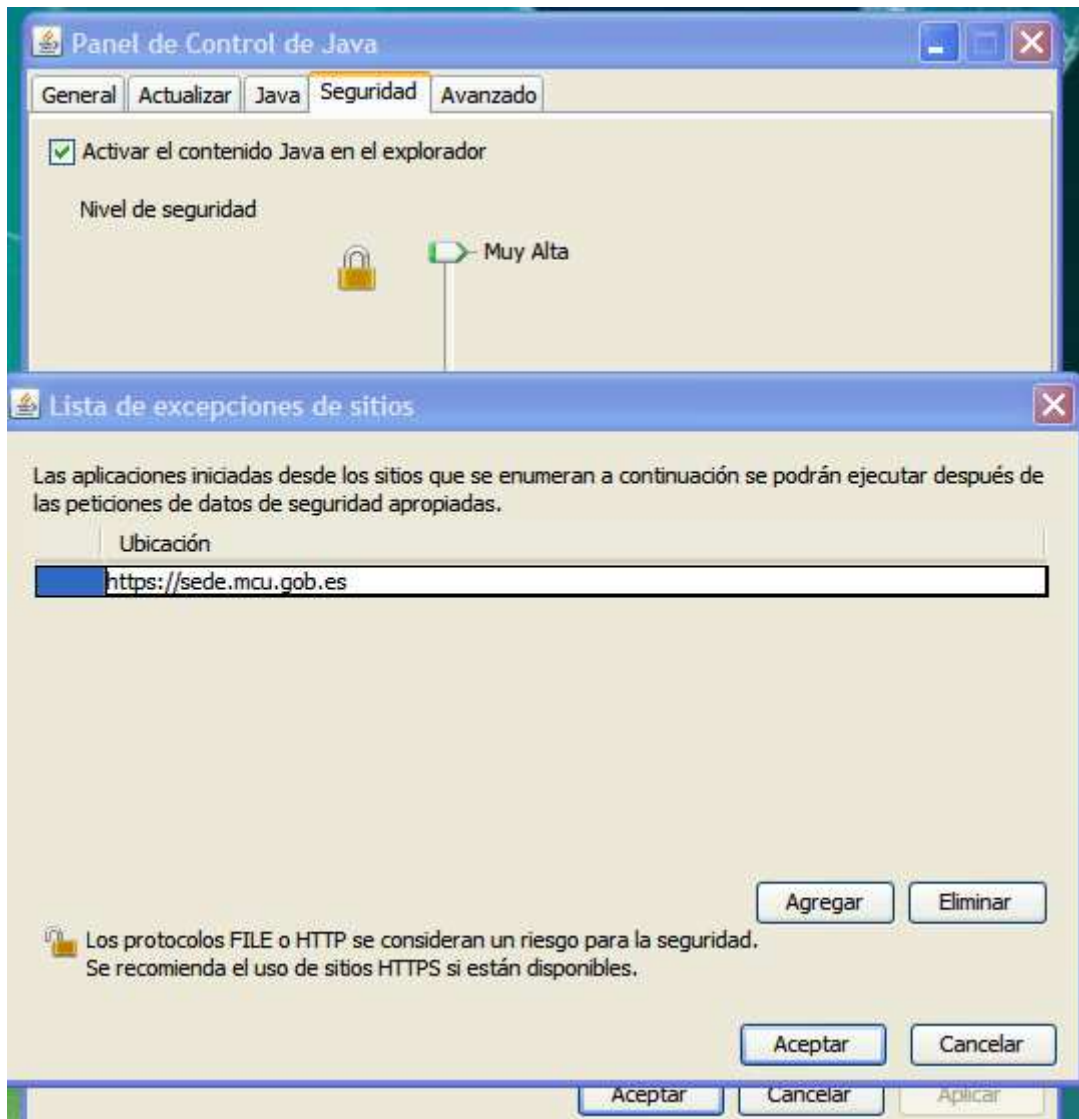 Panel de Control de Java
General Actualizar Java Seguridad Avanzado
Activar el contenido Java en el explorador
Nivel de seguridad
Muy Alta
Lista de excepciones de sitios
Las aplicaciones iniciadas desde los sitios que se enumeran a continuación se podrán ejecutar después de
las peticiones de datos de seguridad apropiadas.
Ubicación
https://sede.mcu.gob.es
Agregar Eliminar
Los protocolos FILE o HTTP se consideran un riesgo para la seguridad.
Se recomienda el uso de sitios HTTPS si están disponibles.
Aceptar Cancelar
Aceptar Cancelar Aplicar